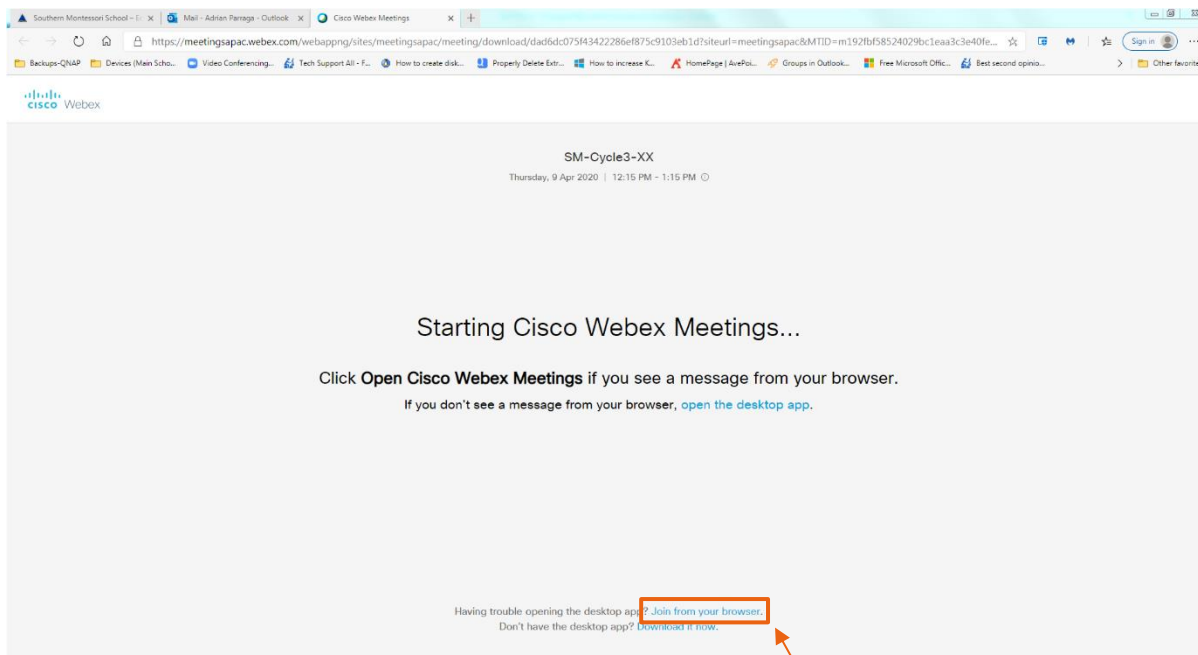 Southern Montessori School - E
Mail - Adrian Parraga - Outlook
Cisco Webex Meetings
https://meetingsapac.webex.com/webappng/sites/meetingsapac/meeting/download/dad6dc075f43422286ef875c9103eb1d?siteurl=meetingsapac&MTID=m192fbf58524029bc1eaa3c3e40fe...
Sign in
Backups-QNAP
Devices (Main Scho...
Video Conferencing...
Tech Support All - F...
How to create disk...
Properly Delete Extr...
How to increase K...
HomePage | AvePoi...
Groups in Outlook...
Free Microsoft Offic...
Best second opinio...
Other favorite
cisco Webex
SM-Cycle3-XX
Thursday, 9 Apr 2020 | 12:15 PM - 1:15 PM
Starting Cisco Webex Meetings...
Click Open Cisco Webex Meetings if you see a message from your browser.
If you don't see a message from your browser, open the desktop app.
Having trouble opening the desktop app? Join from your browser.
Don't have the desktop app? Download it now.